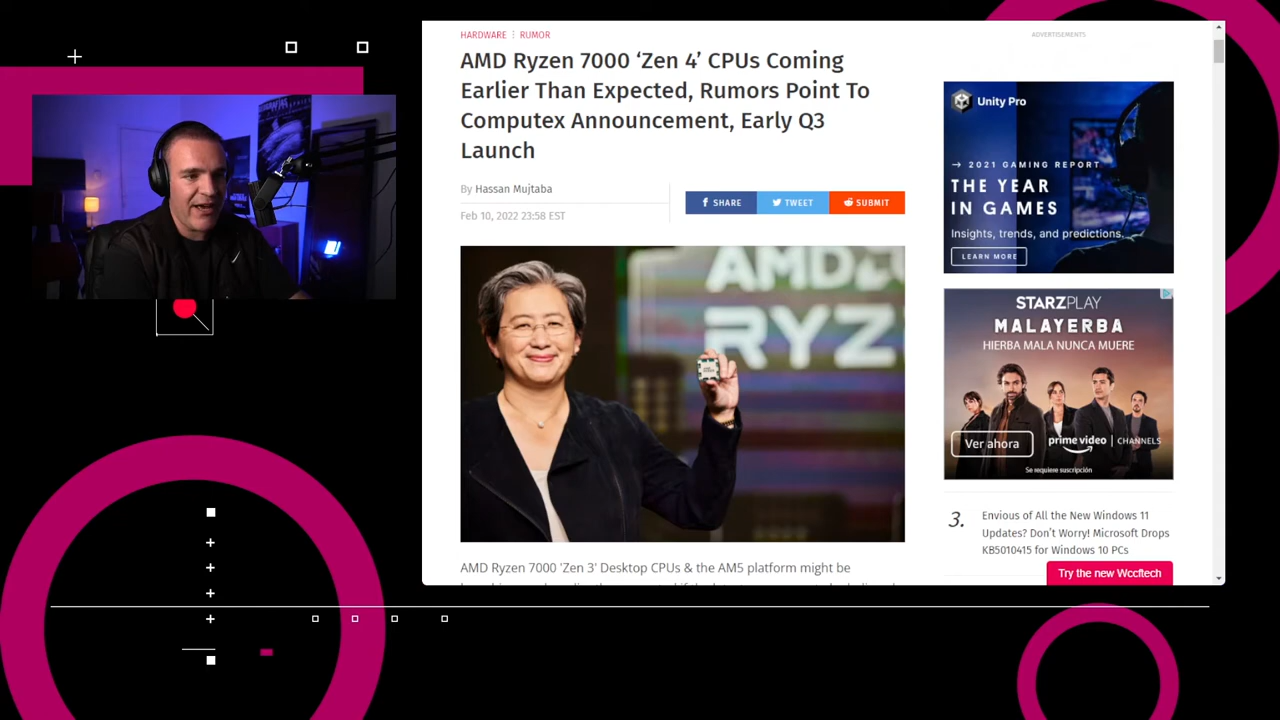 HARDWARE ⋮ RUMOR
AMD Ryzen 7000 ‘Zen 4’ CPUs Coming
Earlier Than Expected, Rumors Point To
Computex Announcement, Early Q3
Launch
By Hassan Mujtaba
Feb 10, 2022 23:58 EST
SHARE
TWEET
SUBMIT
AMD
RYZ
AMD Ryzen 7000 'Zen 3' Desktop CPUs & the AM5 platform might be
ADVERTISEMENTS
Unity Pro
→ 2021 GAMING REPORT
THE YEAR
IN GAMES
Insights, trends, and predictions.
LEARN MORE
STARZPLAY
MALAYERBA
HIERBA MALA NUNCA MUERE
Ver ahora
prime video | CHANNELS
Se requiere suscripción
3. Envious of All the New Windows 11
Updates? Don’t Worry! Microsoft Drops
KB5010415 for Windows 10 PCs
Try the new Wccftech